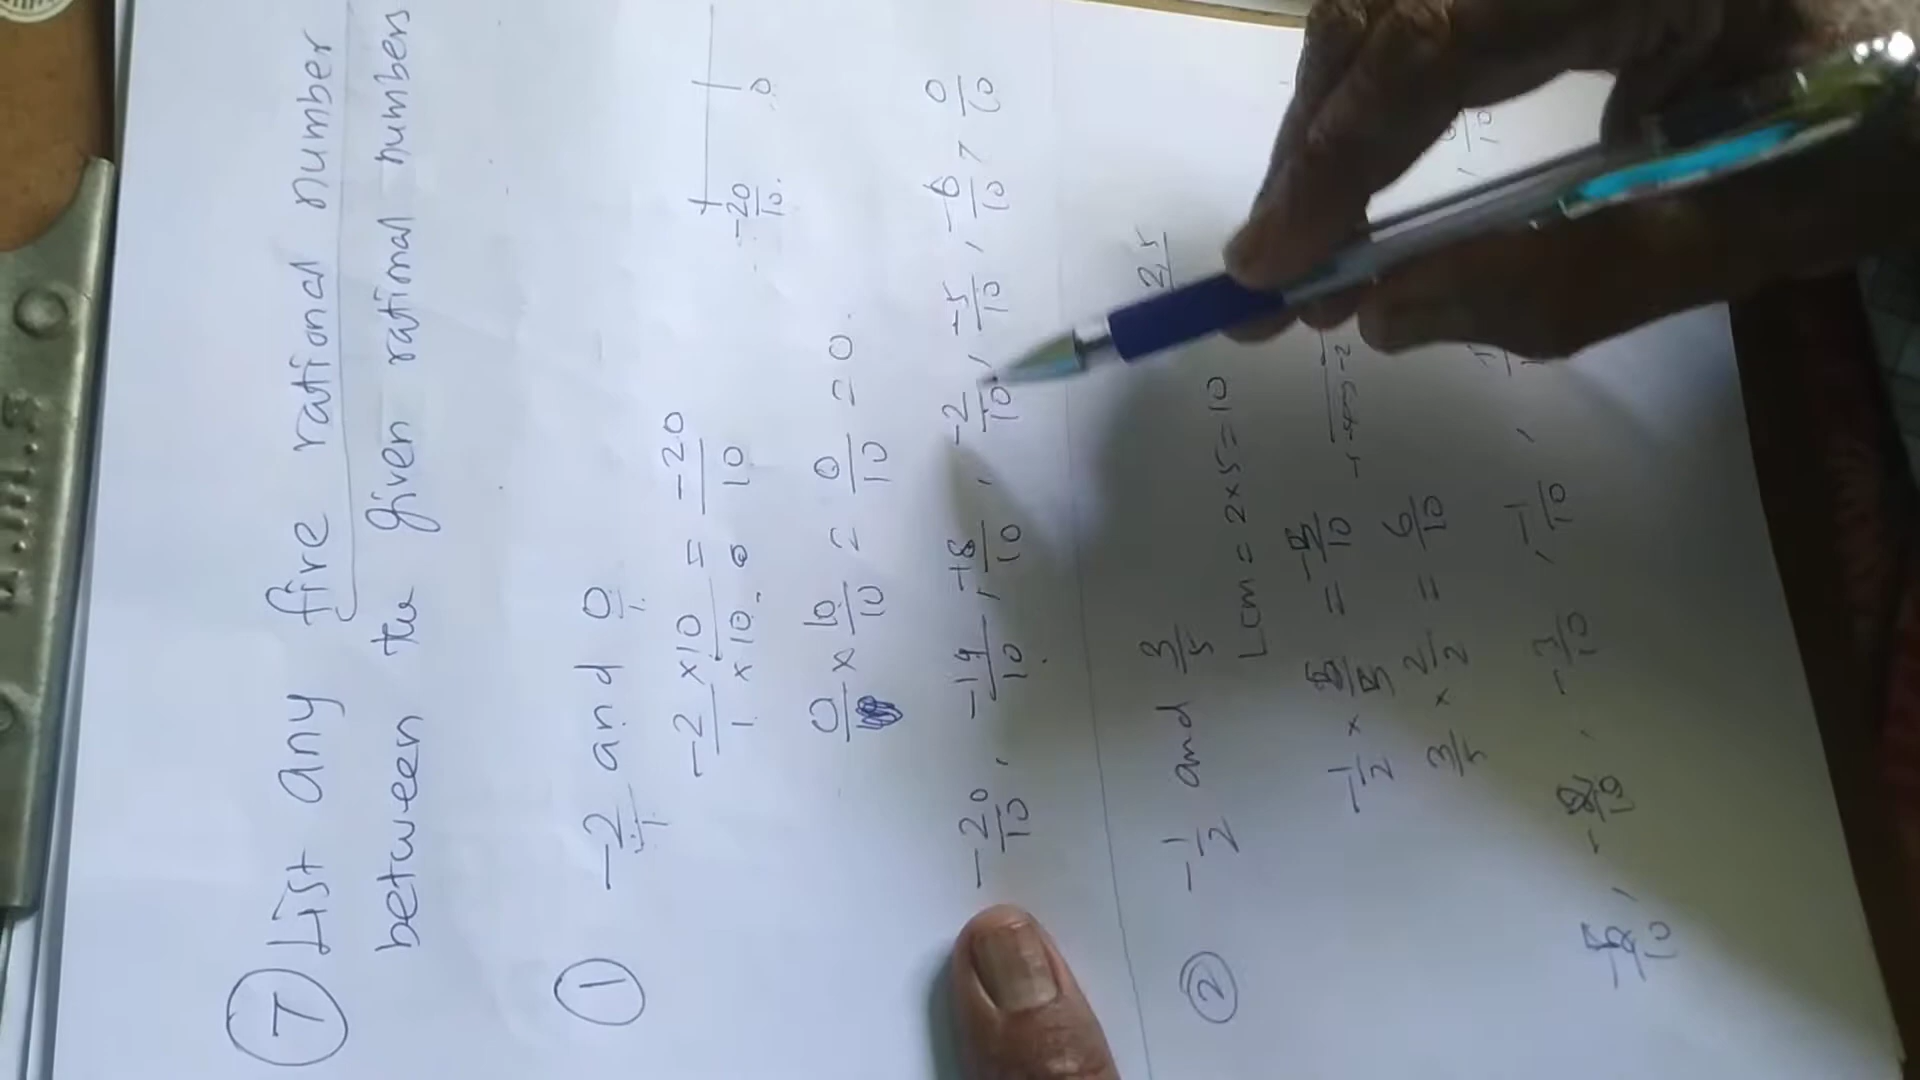 7 List any five rational number
between the given rational numbers
1 -2/1 and 0/1
-2/1 ×10/×10 = -20/10
-20/10 0
0/1 × 10/10 = 0/10 = 0
-20/10, -19/10, -18/10, -2/10, -5/10, -6/10, 0/10
2 -1/2 and 3/5
Lcm = 2×5=10
-1/2 × 5/5 = -5/10
3/5 × 2/2 = 6/10
-1/10